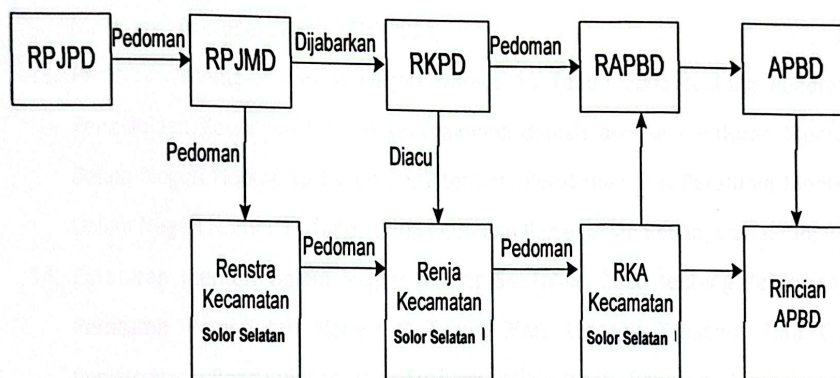 RPJPD
Pedoman
RPJMD
Dijabarkan
RKPD
Pedoman
RAPBD
APBD
Pedoman
Diacu
Renstra
Kecamatan
Solor Selatan
Pedoman
Renja
Kecamatan
Solor Selatan
Pedoman
RKA
Kecamatan
Solor Selatan
Rincian
APBD